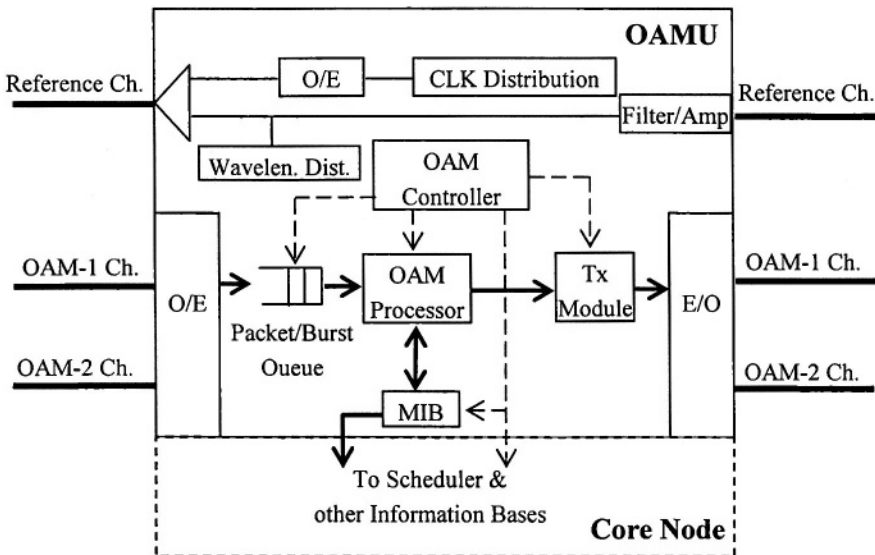 OAMU
Reference Ch.
O/E
CLK Distribution
Filter/Amp
Reference Ch.
Wavelen. Dist.
OAM
Controller
OAM-1 Ch.
O/E
Packet/Burst
Oueue
OAM
Processor
Tx
Module
E/O
OAM-1 Ch.
OAM-2 Ch.
MIB
OAM-2 Ch.
To Scheduler &
other Information Bases
Core Node